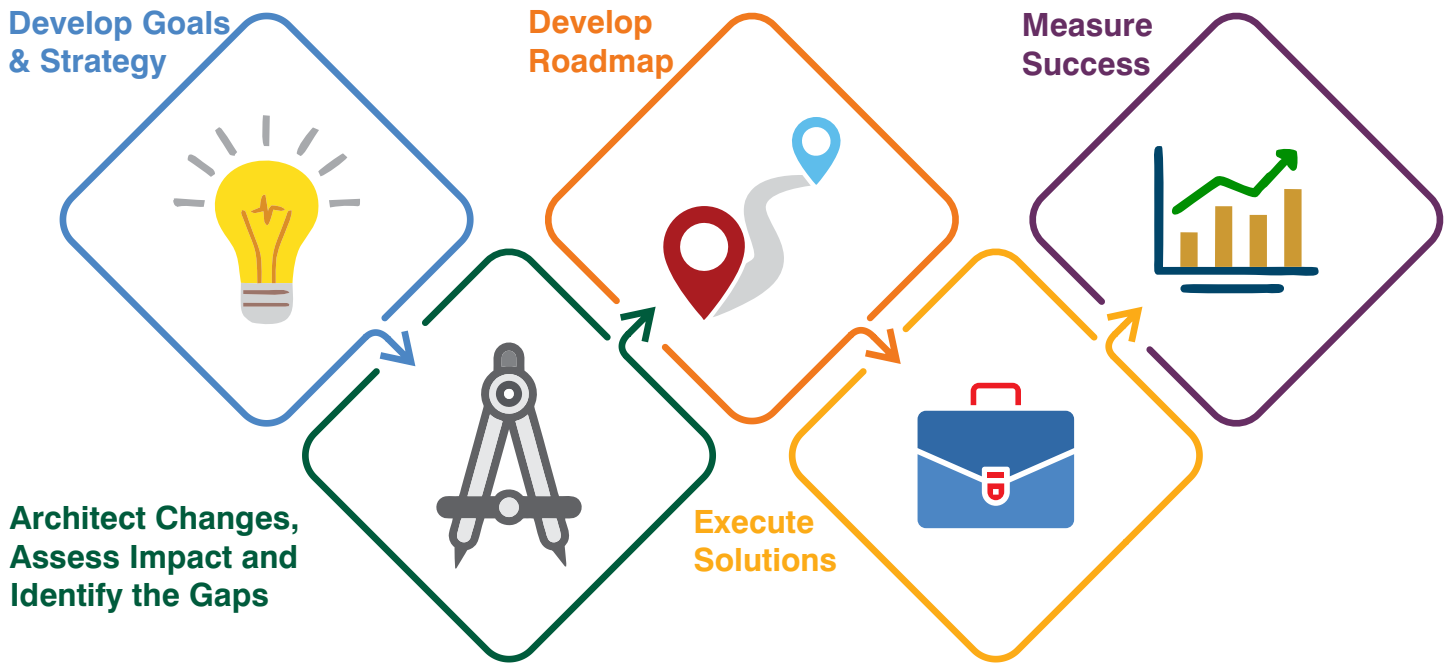 Develop Goals
& Strategy
Architect Changes,
Assess Impact and
Identify the Gaps
Develop
Roadmap
Execute
Solutions
Measure
Success